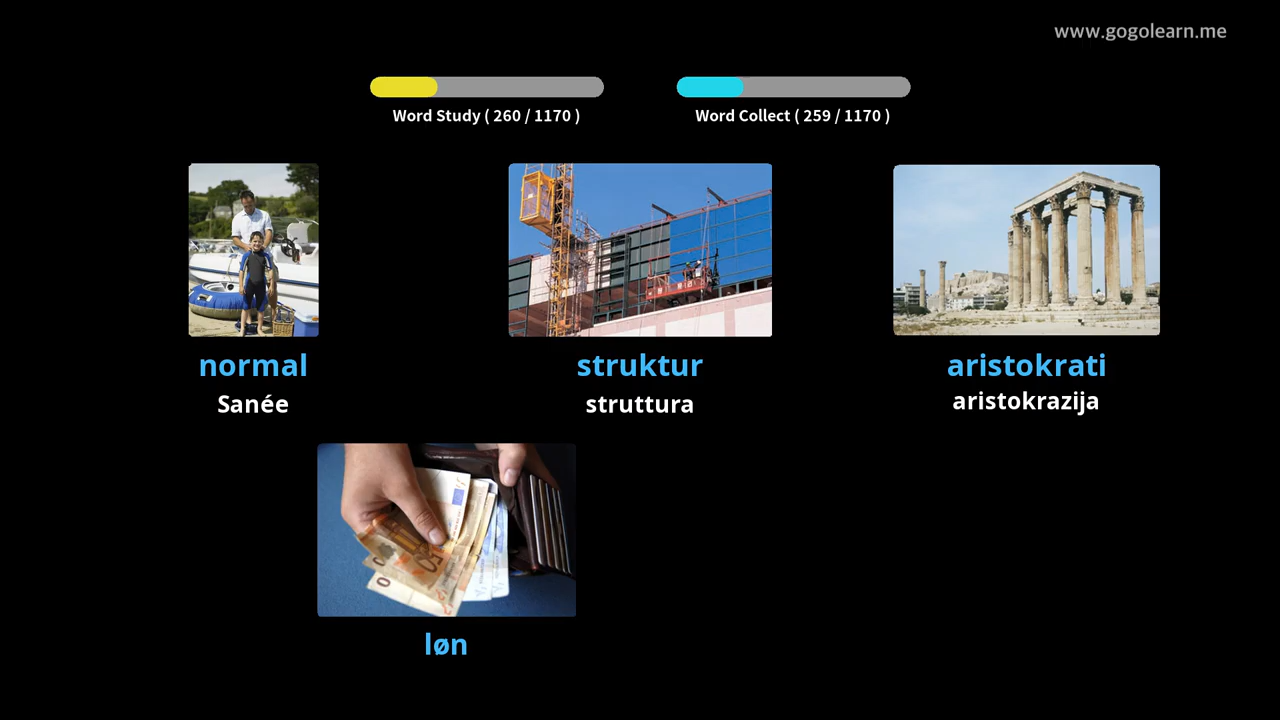 www.gogolearn.me
Word Study ( 260 / 1170 )
Word Collect ( 259 / 1170 )
normal
Sanée
struktur
struttura
aristokrati
aristokrazija
løn